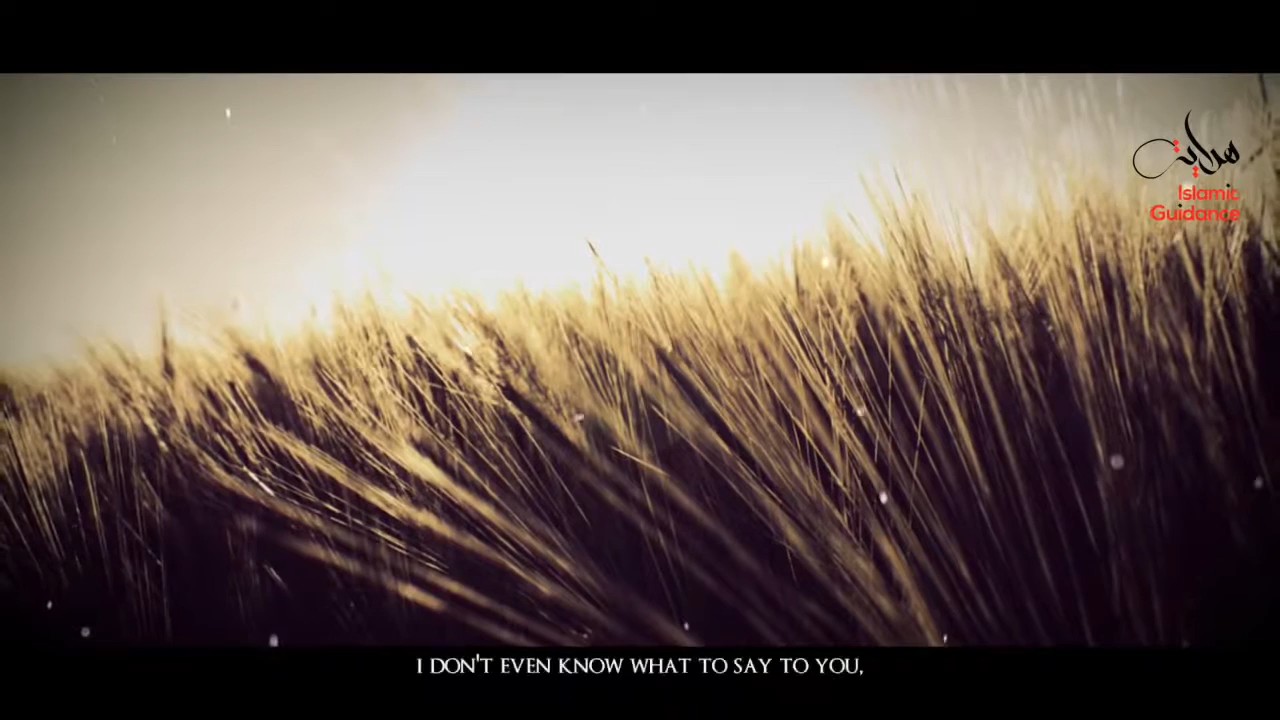 هداية
Islamic
Guidance
I DON'T EVEN KNOW WHAT TO SAY TO YOU,